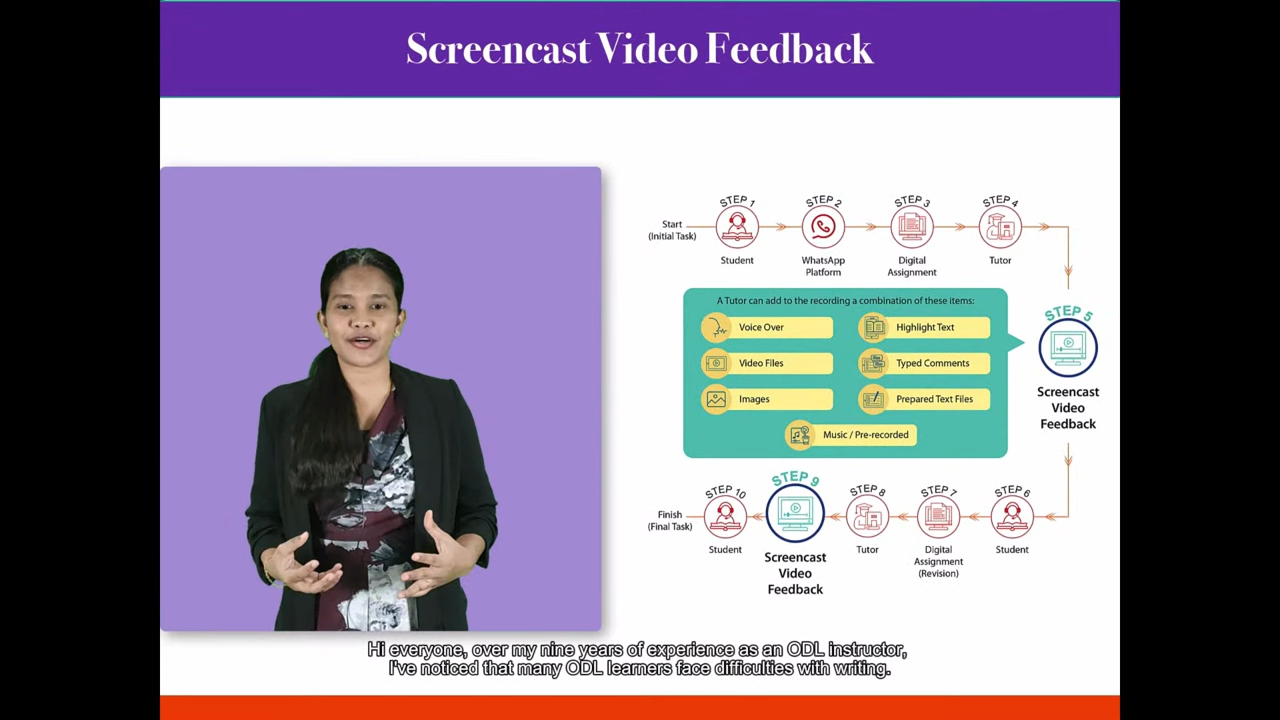 Screencast Video Feedback
STEP 1
STEP 2
STEP 3
STEP 4
Start
(Initial Task)
Student
WhatsApp
Platform
Digital
Assignment
Tutor
A Tutor can add to the recording a combination of these items:
Voice Over
Highlight Text
Video Files
Typed Comments
Images
Prepared Text Files
Music / Pre-recorded
STEP 5
Screencast
Video
Feedback
STEP 10
STEP 9
STEP 8
STEP 7
STEP 6
Finish
(Final Task)
Student
Screencast
Video
Feedback
Tutor
Digital
Assignment
(Revision)
Student
Hi everyone, over my nine years of experience as an ODL instructor,
I've noticed that many ODL learners face difficulties with writing.